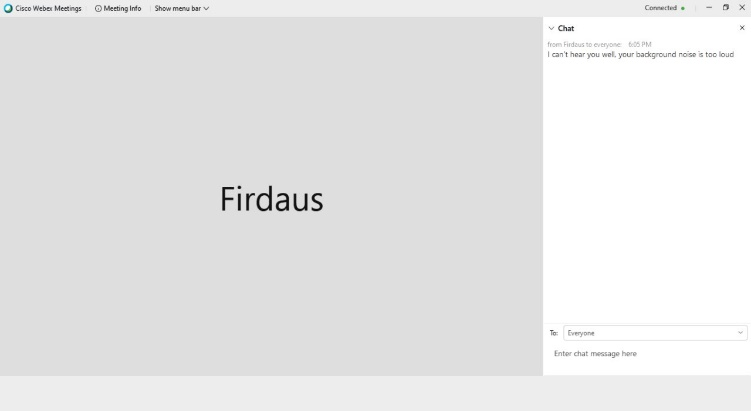 Cisco Webex Meetings
Meeting Info
Show menu bar
Connected
Chat
from Firdaus to everyone: 6:05 PM
I can't hear you well, your background noise is too loud
Firdaus
To: Everyone
Enter chat message here